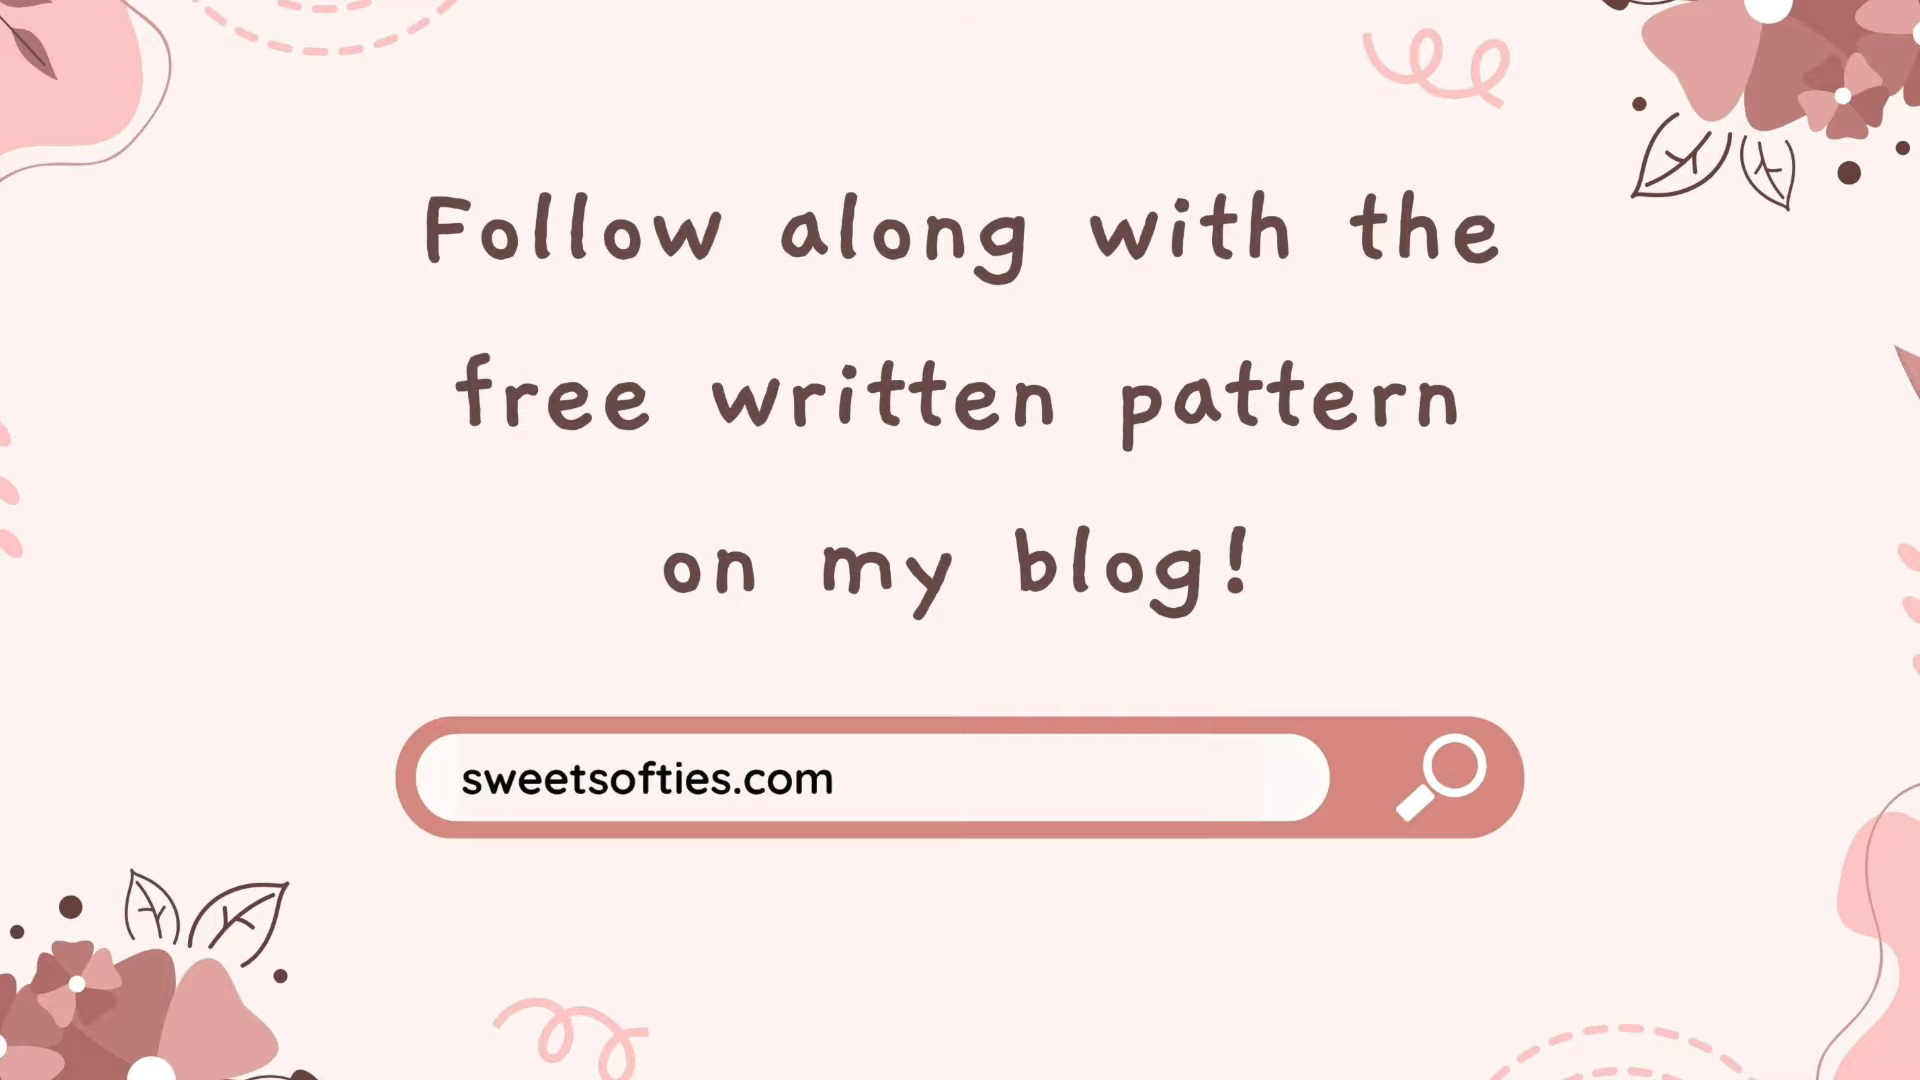 Follow along with the
free written pattern
on my blog!
sweetsofties.com